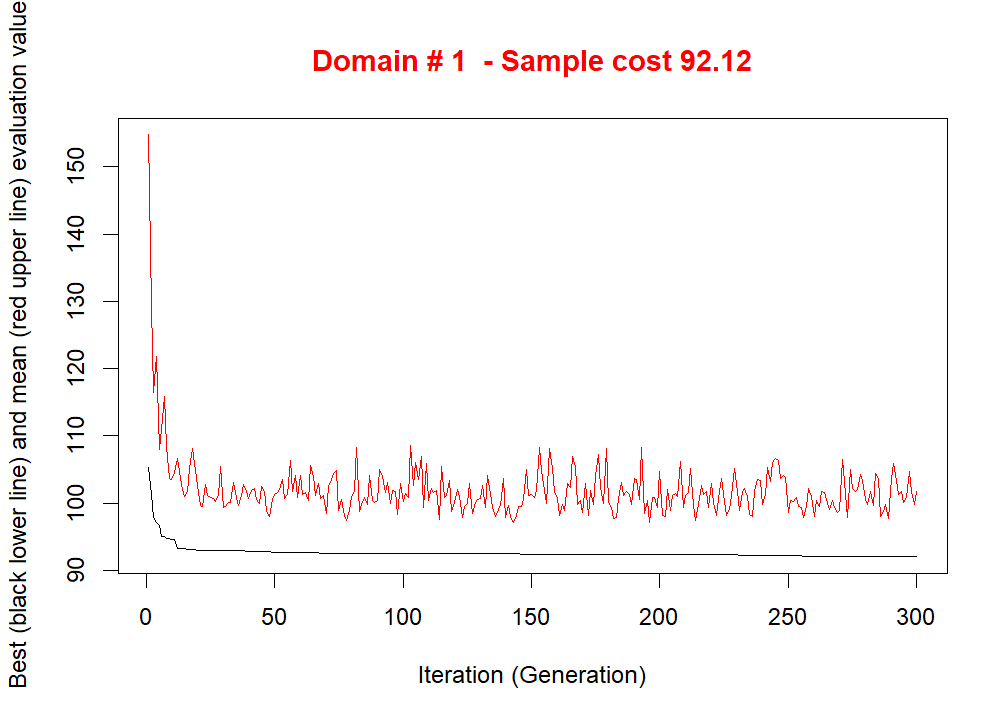 Domain # 1  - Sample cost 92.12
Best (black lower line) and mean (red upper line) evaluation value
150
140
130
120
110
100
90
0 50 100 150 200 250 300
Iteration (Generation)